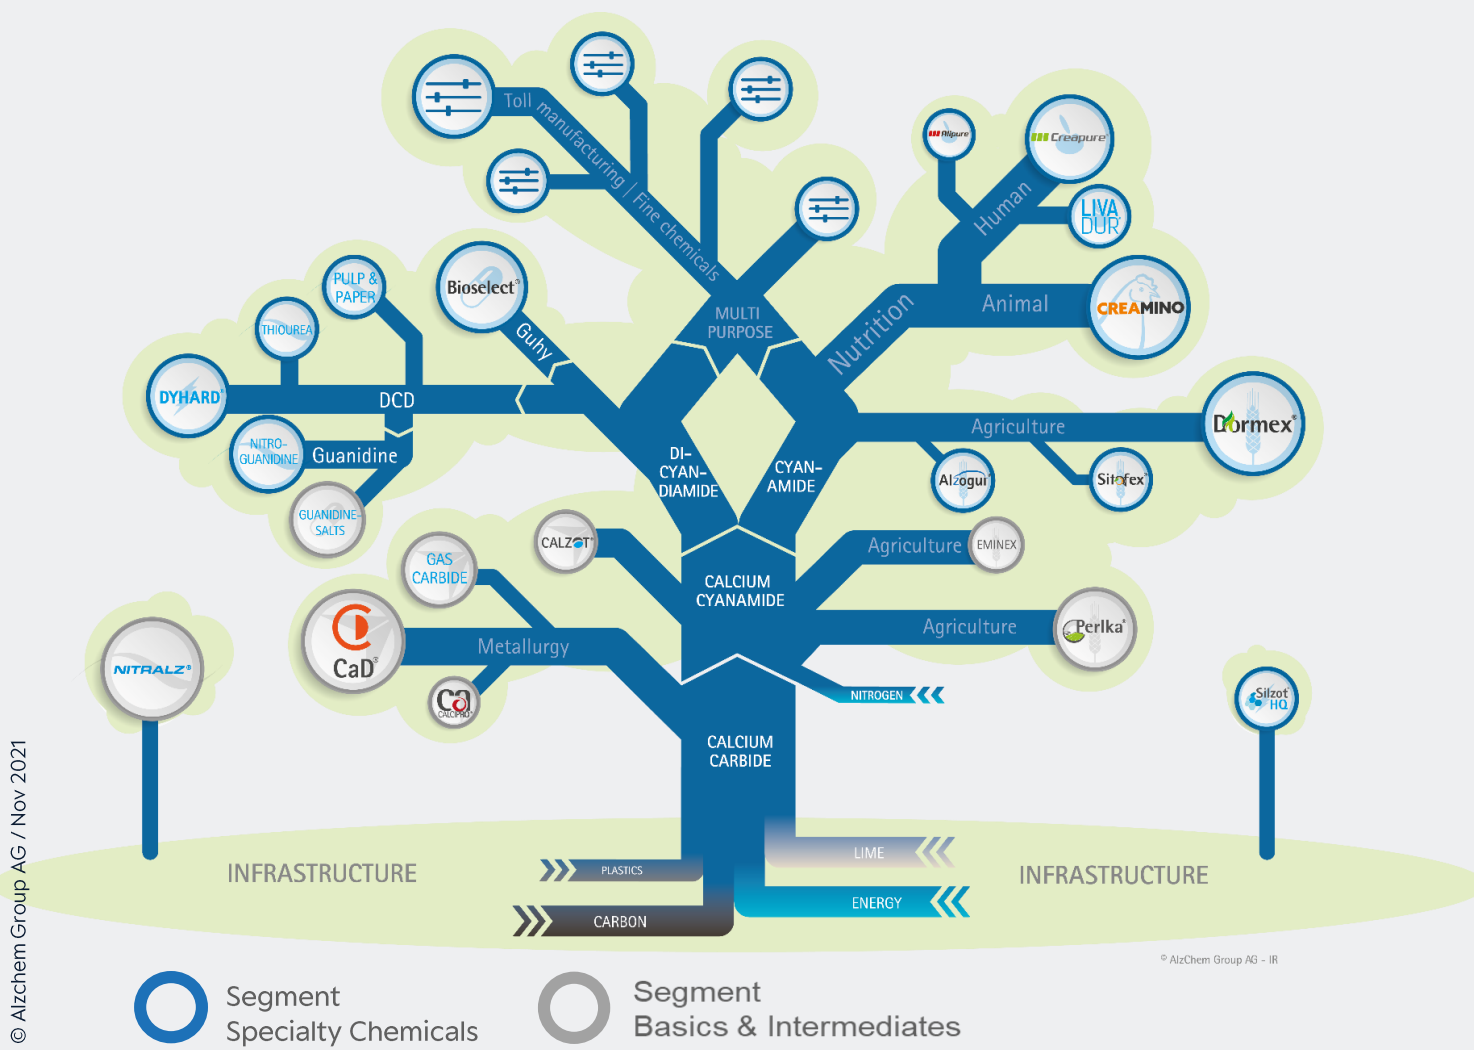 Toll manufacturing | Fine chemicals
Alipure®
Creapure®
Human
LIVA
DUR®
PULP &
PAPER
Bioselect®
THIOUREA
Guhy
MULTI
PURPOSE
Nutrition
Animal
CREAMINO
DYHARD®
DCD
Dormex®
Agriculture
NITRO-
GUANIDINE
Guanidine
DI-
CYAN-
DIAMIDE
CYAN-
AMIDE
Alzogur®
Sitofex®
GUANIDINE-
SALTS
CALZOT®
Agriculture
EMINEX
GAS
CARBIDE
CALCIUM
CYANAMIDE
CaD®
Metallurgy
Agriculture
Perlka®
NITRALZ®
CALCIPRO®
NITROGEN
Silzot®
HQ
CALCIUM
CARBIDE
INFRASTRUCTURE
PLASTICS
LIME
INFRASTRUCTURE
CARBON
ENERGY
© AlzChem Group AG - IR
© Alzchem Group AG / Nov 2021
Segment
Specialty Chemicals
Segment
Basics & Intermediates